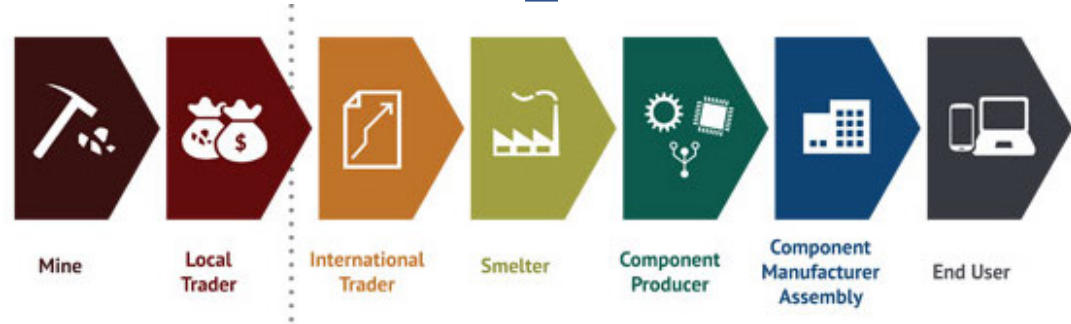 $
Mine
Local
Trader
International
Trader
Smelter
Component
Producer
Component
Manufacturer
Assembly
End User